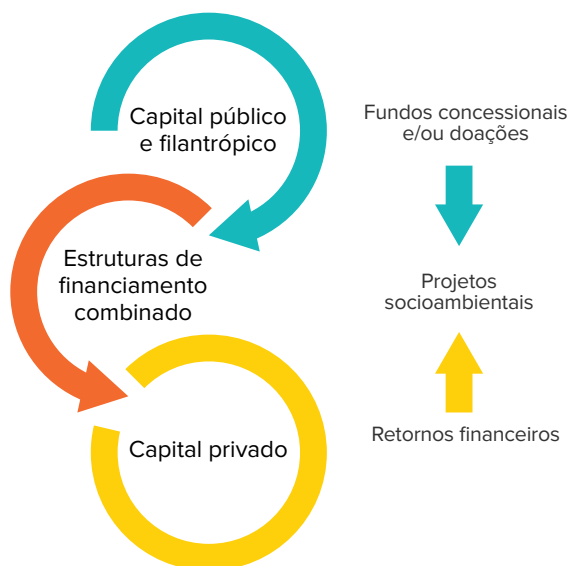 Capital público
e filantrópico
Fundos concessionais
e/ou doações
Estruturas de
financiamento
combinado
Projetos
socioambientais
Capital privado
Retornos financeiros